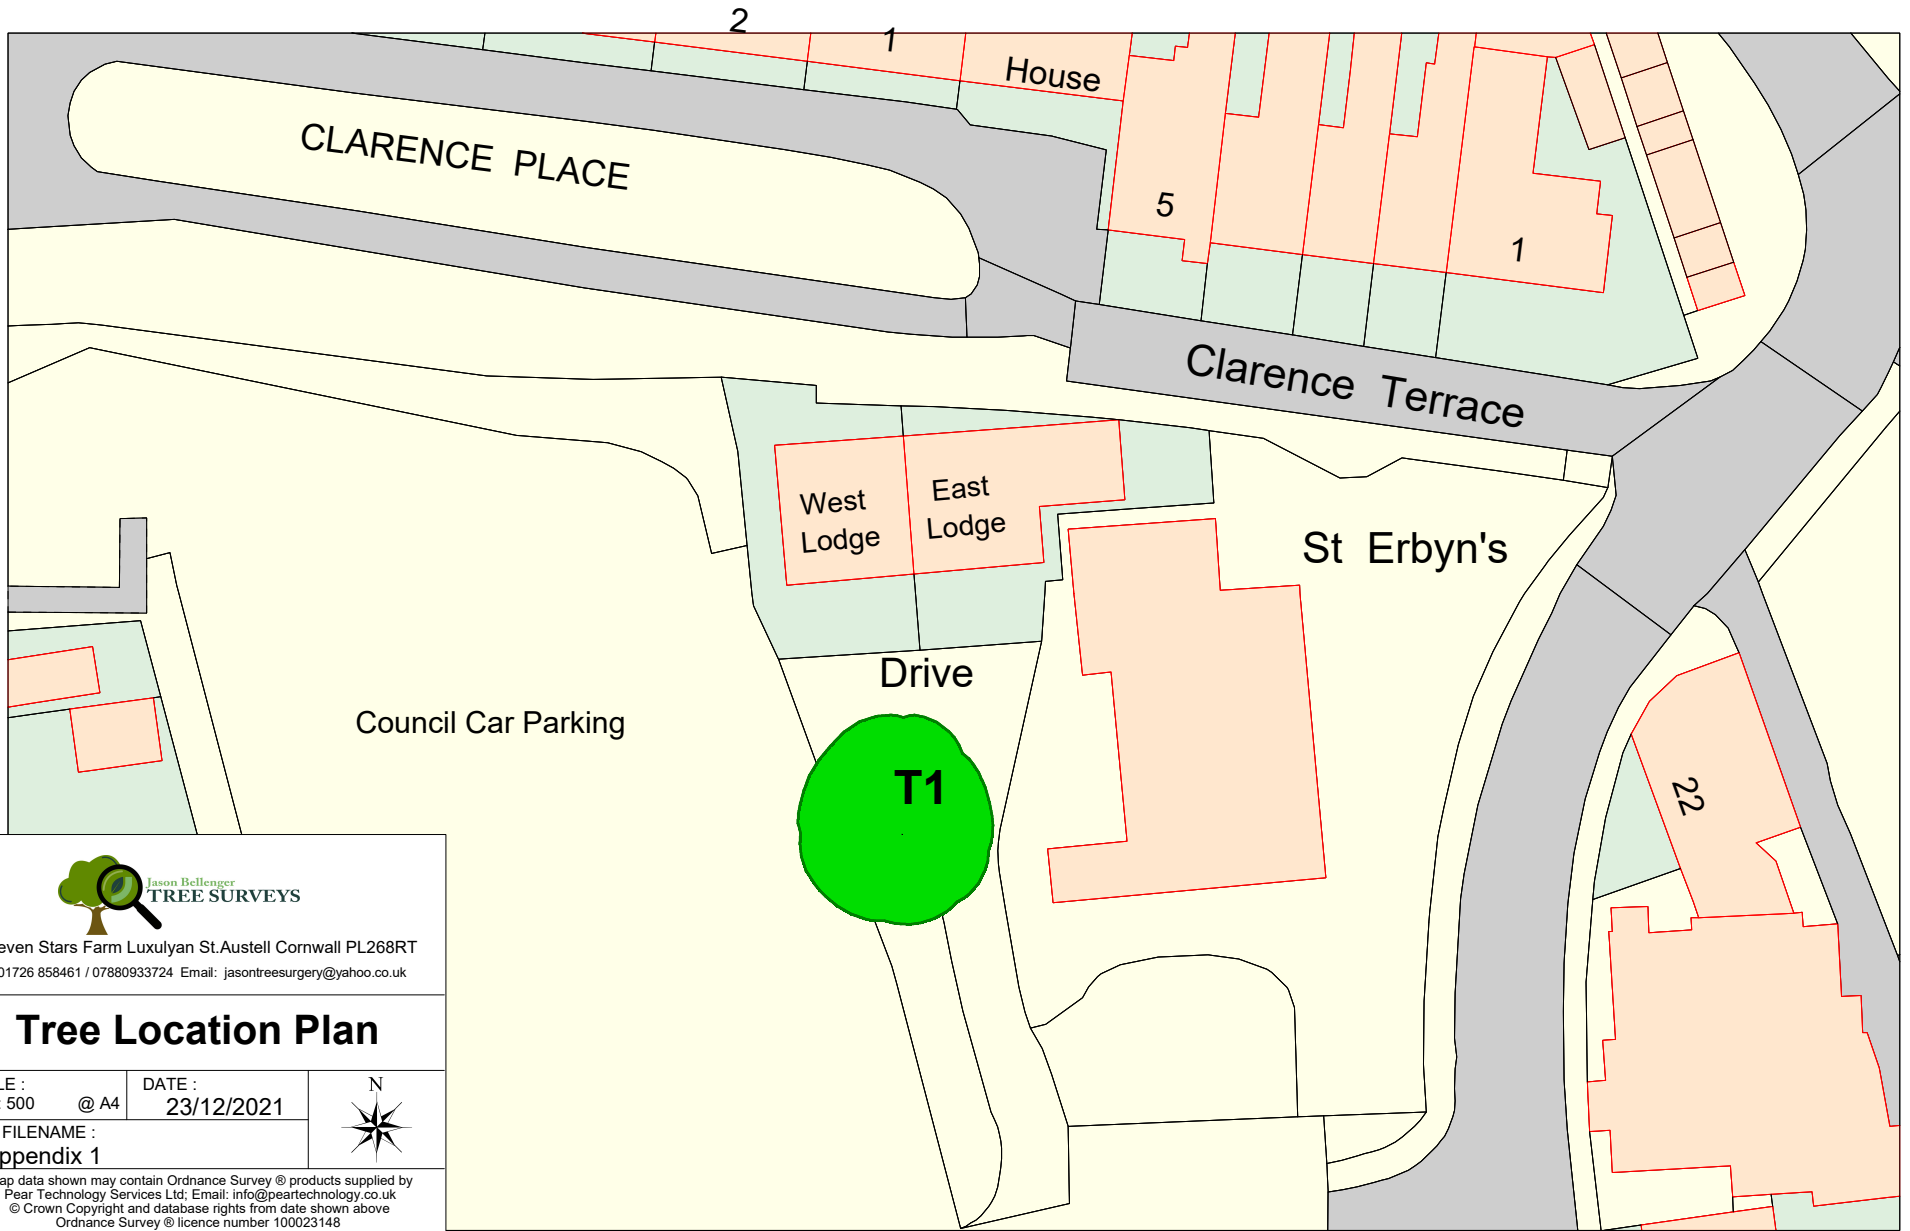 2
1
House
CLARENCE PLACE
5
1
Clarence Terrace
West
Lodge
East
Lodge
St Erbyn's
Drive
Council Car Parking
T1
22
Jason Bellenger
TREE SURVEYS
even Stars Farm Luxulyan St.Austell Cornwall PL268RT
01726 858461 / 07880933724 Email: jasontreesurgery@yahoo.co.uk
Tree Location Plan
LE :
: 500 @ A4
DATE :
23/12/2021
N
FILENAME :
ppendix 1
ap data shown may contain Ordnance Survey ® products supplied by
Pear Technology Services Ltd; Email: info@peartechnology.co.uk
© Crown Copyright and database rights from date shown above
Ordnance Survey ® licence number 100023148